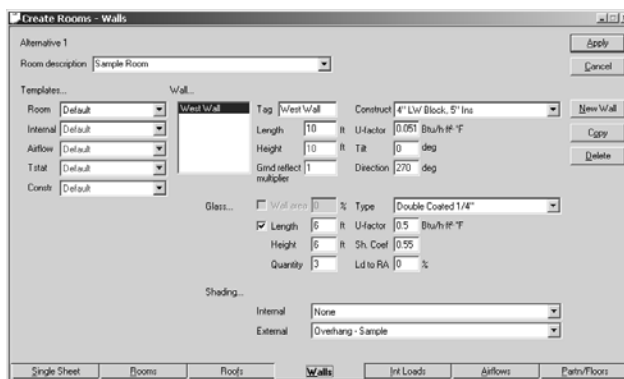 Create Rooms - Walls
Alternative 1
Apply
Room description Sample Room
Cancel
Templates...
Wall...
Room Default
West Wall
Tag West Wall
Construct 4" LW Block, 5" Ins
New Wall
Internal Default
Length 10 ft
U-factor 0.051 Btu/h·ft²·°F
Copy
Airflow Default
Height 10 ft
Tilt 0 deg
Delete
Tstat Default
Grnd reflect multiplier 1
Direction 270 deg
Constr Default
Glass...
Wall area 0 %
Type Double Coated 1/4"
Length 6 ft
U-factor 0.5 Btu/h·ft²·°F
Height 6 ft
Sh. Coef 0.55
Quantity 3
Ld to RA 0 %
Shading...
Internal None
External Overhang - Sample
Single Sheet
Rooms
Roofs
Walls
Int Loads
Airflows
Partn/Floors